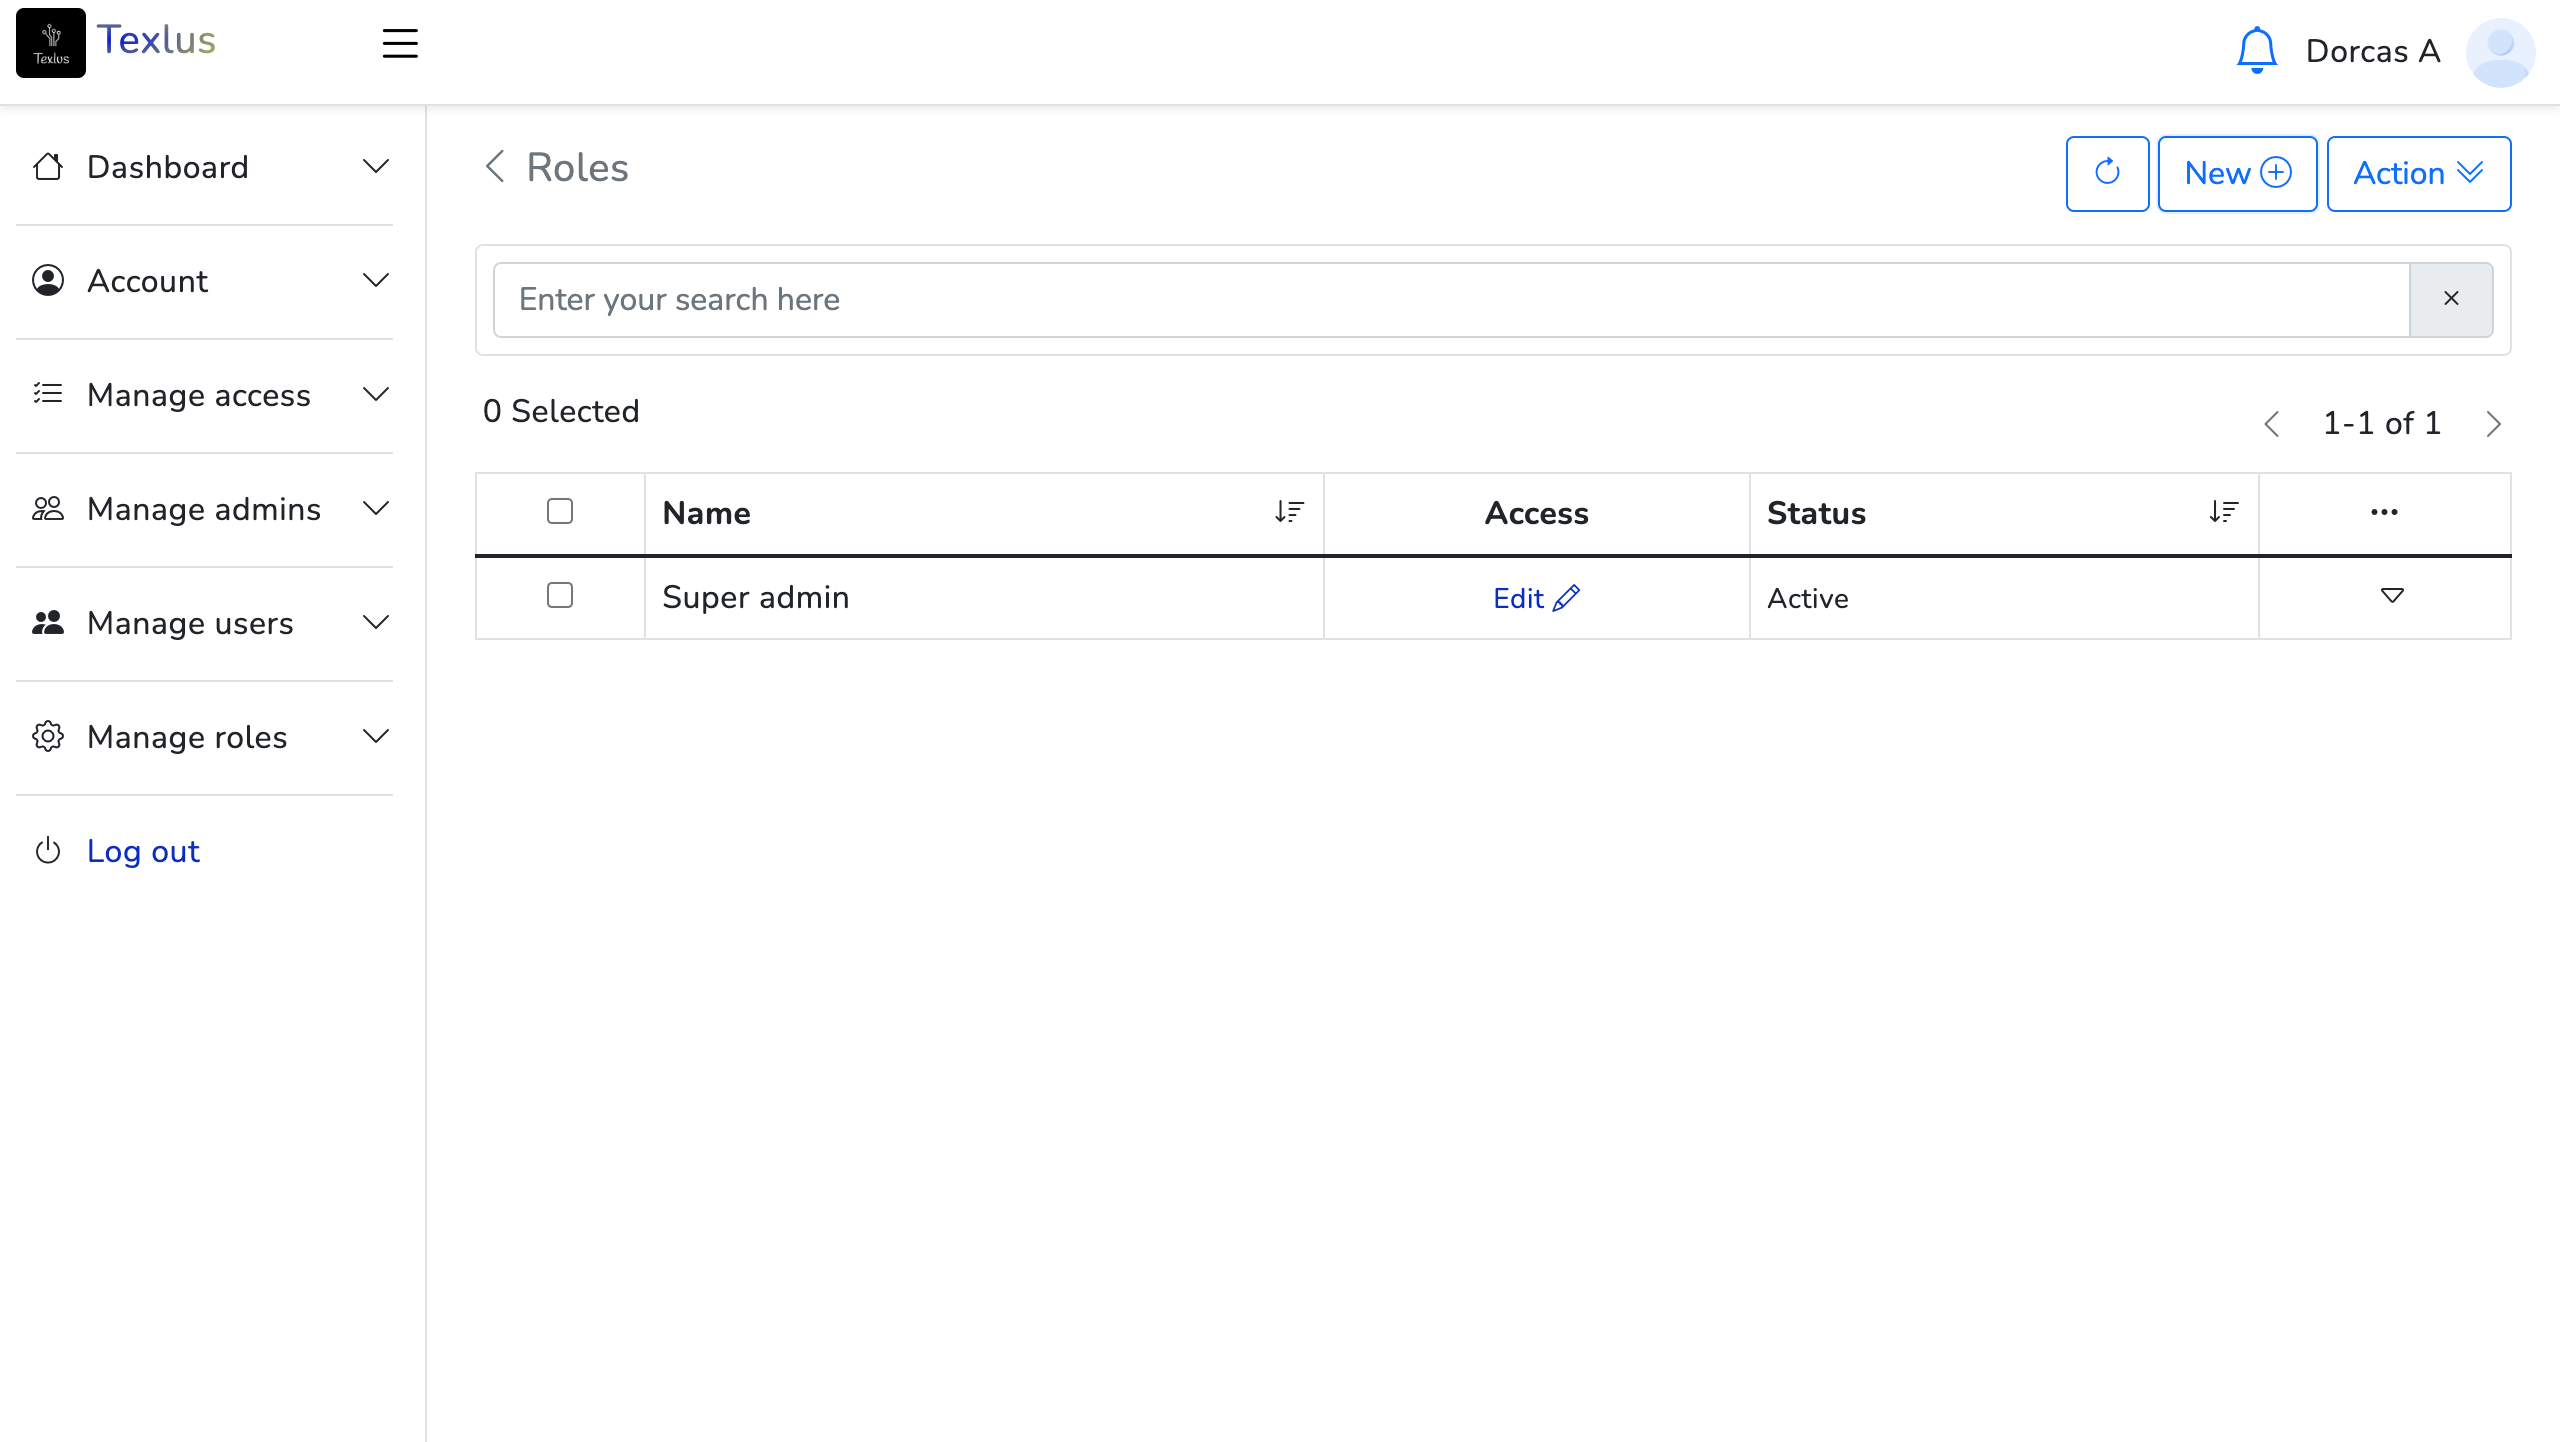 Texlus
Texlus
Dorcas A
Dashboard
Account
Manage access
Manage admins
Manage users
Manage roles
Log out
Roles
New
Action
Enter your search here
0 Selected
1-1 of 1
Name Access Status
Super admin Edit Active